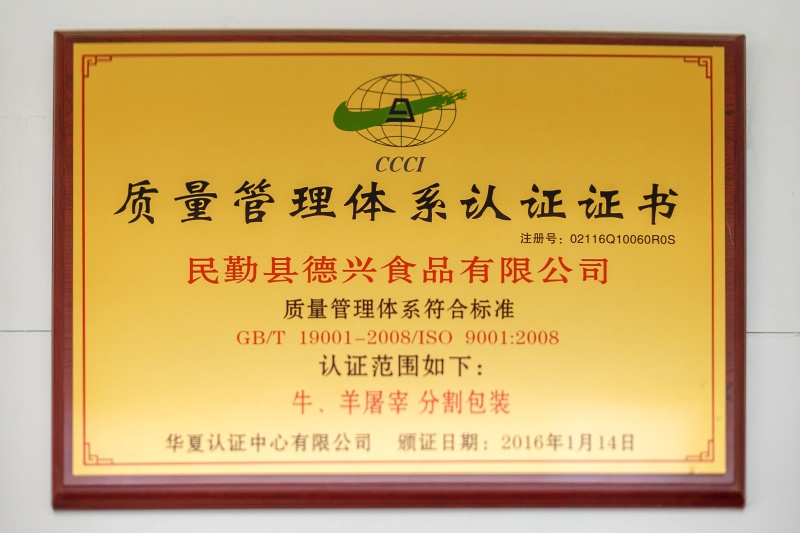 CCCI
质量管理体系认证证书
注册号：02116Q10060R0S
民勤县德兴食品有限公司
质量管理体系符合标准
GB/T 19001-2008/ISO 9001:2008
认证范围如下：
牛、羊屠宰 分割包装
华夏认证中心有限公司 颁证日期：2016年1月14日